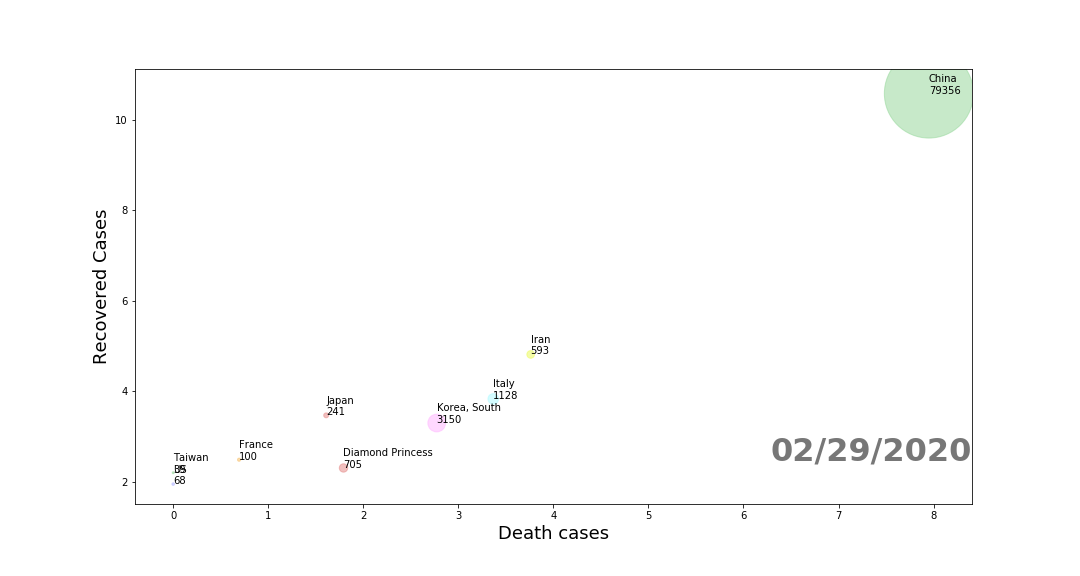 China
79356
10
8
6
4
2
Recovered Cases
Iran
593
Italy
1128
Japan
241
Korea, South
3150
France
100
Diamond Princess
705
Taiwan
68
02/29/2020
0
1
2
3
4
5
6
7
8
Death cases